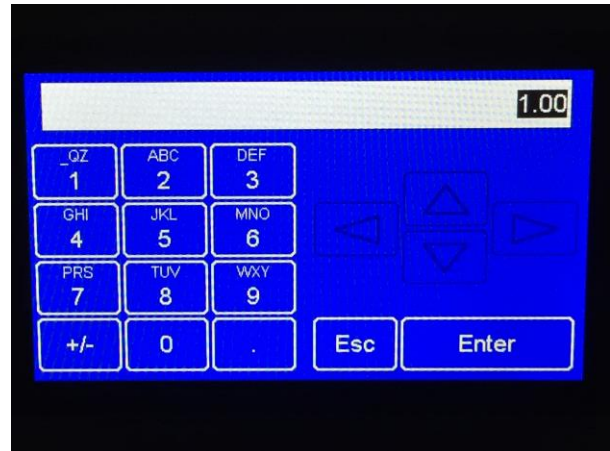 1.00
_QZ ABC DEF
1 2 3
GHI JKL MNO
4 5 6
PRS TUV WXY
7 8 9
+/- 0 . Esc Enter